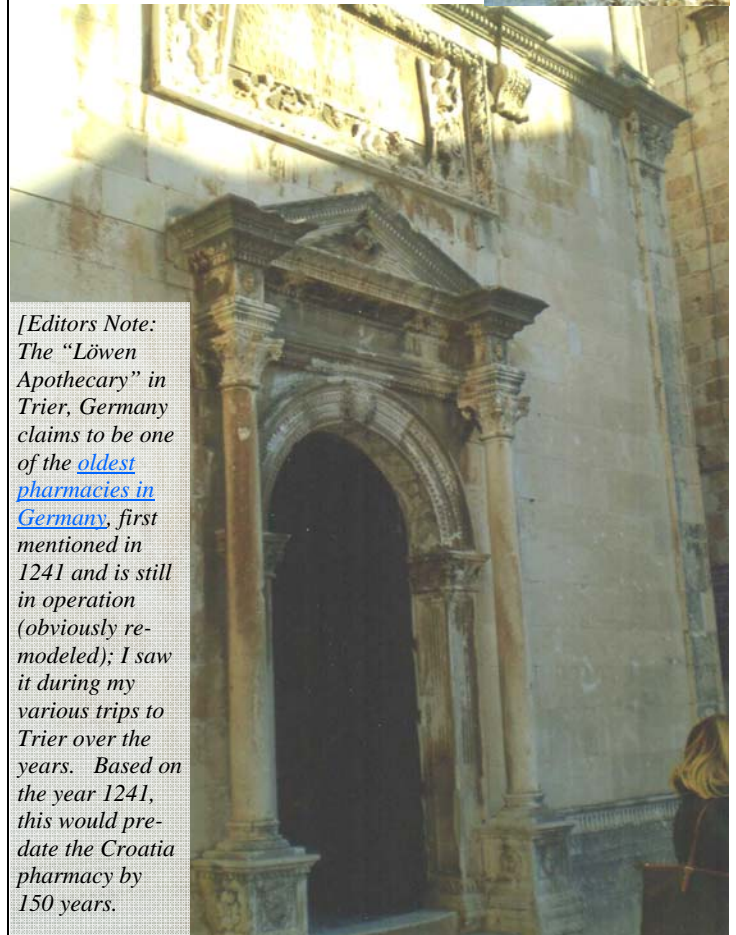 [Editors Note:
The “Löwen
Apothecary” in
Trier, Germany
claims to be one
of the oldest
pharmacies in
Germany, first
mentioned in
1241 and is still
in operation
(obviously re-
modeled); I saw
it during my
various trips to
Trier over the
years.   Based on
the year 1241,
this would pre-
date the Croatia
pharmacy by
150 years.